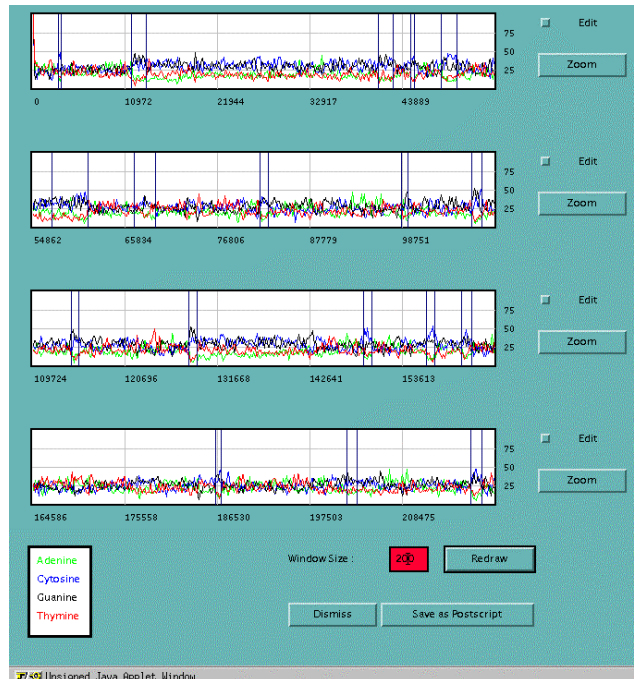 Edit
75
50
25
Zoom
0 10972 21944 32917 43889
Edit
75
50
25
Zoom
54862 65834 76806 87779 98751
Edit
75
50
25
Zoom
109724 120696 131668 142641 153613
Edit
75
50
25
Zoom
164586 175558 186530 197503 208475
Adenine
Cytosine
Guanine
Thymine
Window Size : 200 Redraw
Dismiss Save as Postscript
Unsigned Java Applet Window